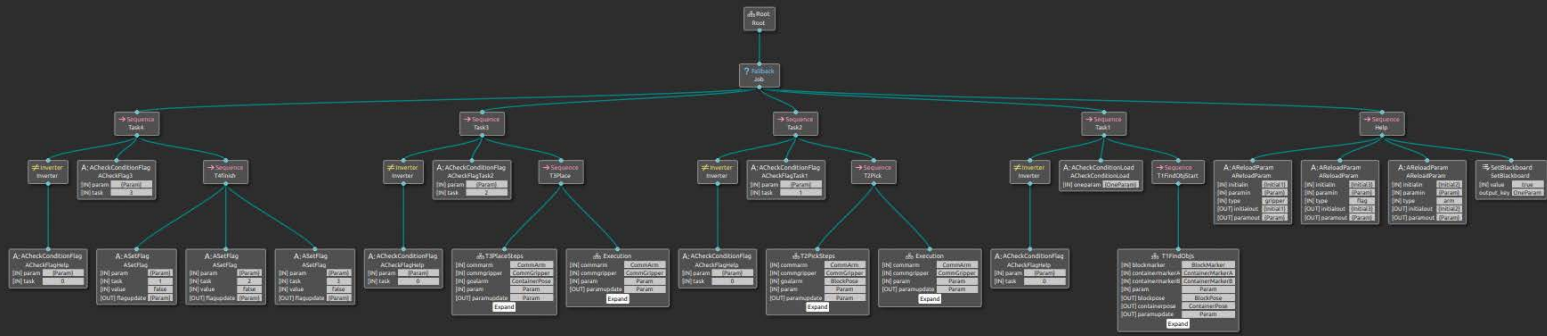 Root
Root
? Fallback
Job
→ Sequence
Task4
→ Sequence
Task3
→ Sequence
Task2
→ Sequence
Task1
→ Sequence
Help
≠ Inverter
Inverter
A: ACheckConditionFlag
ACheckFlag3
[IN] param {Param}
[IN] task 3
→ Sequence
T4finish
≠ Inverter
Inverter
A: ACheckConditionFlag
ACheckFlagTask2
[IN] param {Param}
[IN] task 2
→ Sequence
T3Place
≠ Inverter
Inverter
A: ACheckConditionFlag
ACheckFlagTask1
[IN] param {Param}
[IN] task 1
→ Sequence
T2Pick
≠ Inverter
Inverter
A: ACheckConditionLoad
ACheckConditionLoad
[IN] oneparam {OneParam}
→ Sequence
T1FindObjStart
A: AReloadParam
AReloadParam
[IN] initialin {Initial1}
[IN] paramin {Param}
[IN] type gripper
[OUT] initialout {Initial1}
[OUT] paramout {Param}
A: AReloadParam
AReloadParam
[IN] initialin {Initial3}
[IN] paramin {Param}
[IN] type flag
[OUT] initialout {Initial3}
[OUT] paramout {Param}
A: AReloadParam
AReloadParam
[IN] initialin {Initial2}
[IN] paramin {Param}
[IN] type arm
[OUT] initialout {Initial2}
[OUT] paramout {Param}
SetBlackboard
SetBlackboard
[IN] value true
output_key OneParam
A: ACheckConditionFlag
ACheckFlagHelp
[IN] param {Param}
[IN] task 0
A: ASetFlag
ASetFlag
[IN] param {Param}
[IN] task 1
[IN] value false
[OUT] flagupdate {Param}
A: ASetFlag
ASetFlag
[IN] param {Param}
[IN] task 2
[IN] value false
[OUT] flagupdate {Param}
A: ASetFlag
ASetFlag
[IN] param {Param}
[IN] task 3
[IN] value false
[OUT] flagupdate {Param}
A: ACheckConditionFlag
ACheckFlagHelp
[IN] param {Param}
[IN] task 0
T3PlaceSteps
[IN] commarm CommArm
[IN] commgripper CommGripper
[IN] goalarm ContainerPose
[IN] param Param
[OUT] paramupdate Param
Expand
Execution
[IN] commarm CommArm
[IN] commgripper CommGripper
[IN] param Param
[OUT] paramupdate Param
Expand
A: ACheckConditionFlag
ACheckFlagHelp
[IN] param {Param}
[IN] task 0
T2PickSteps
[IN] commarm CommArm
[IN] commgripper CommGripper
[IN] goalarm BlockPose
[IN] param Param
[OUT] paramupdate Param
Expand
Execution
[IN] commarm CommArm
[IN] commgripper CommGripper
[IN] param Param
[OUT] paramupdate Param
Expand
A: ACheckConditionFlag
ACheckFlagHelp
[IN] param {Param}
[IN] task 0
T1FindObjs
[IN] blockmarker BlockMarker
[IN] containermarkerA ContainerMarkerA
[IN] containermarkerB ContainerMarkerB
[IN] param Param
[OUT] blockpose BlockPose
[OUT] containerpose ContainerPose
[OUT] paramupdate Param
Expand